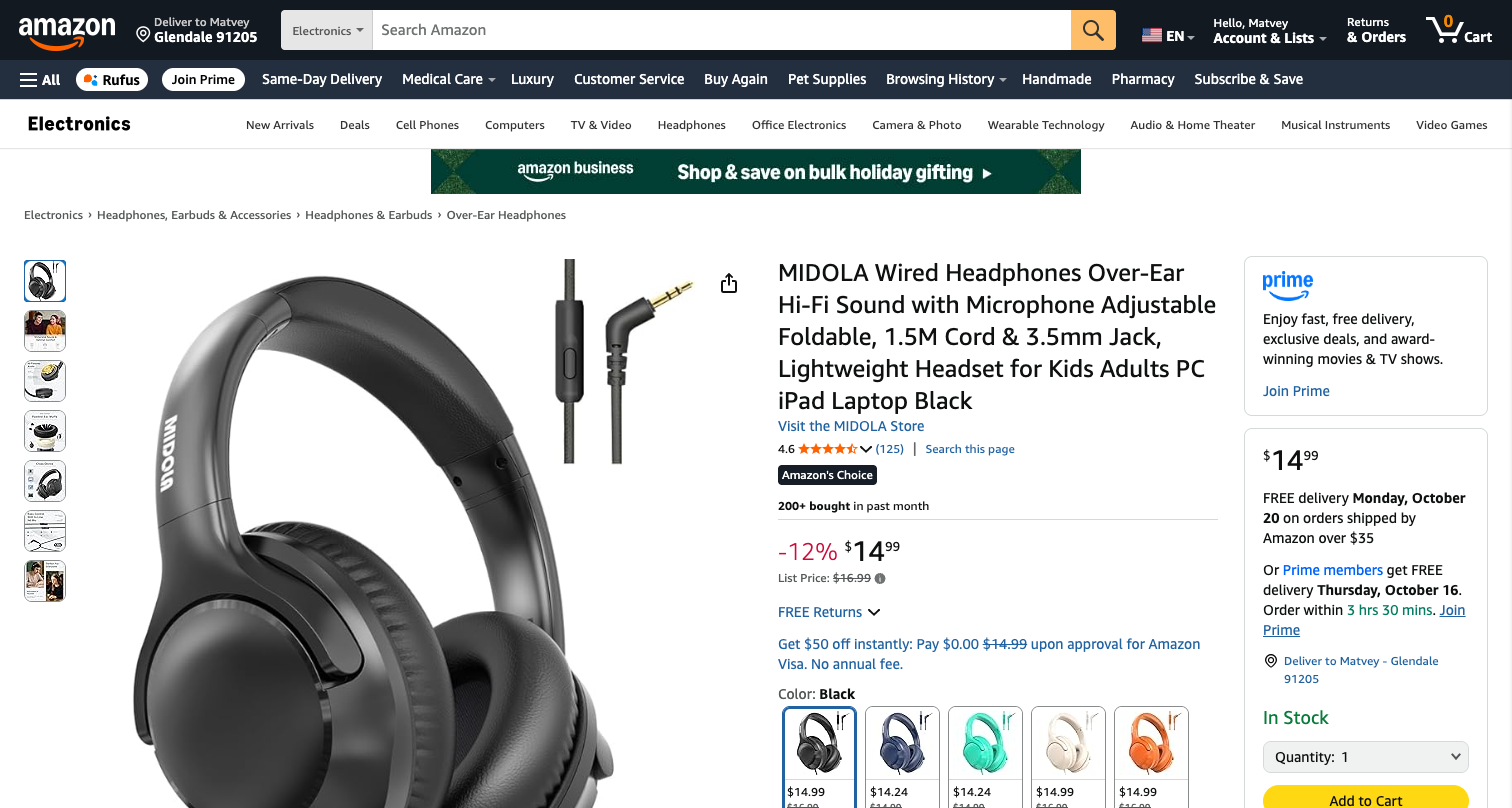 amazon
Deliver to Matvey
Glendale 91205
Electronics
Search Amazon
EN
Hello, Matvey
Account & Lists
Returns
& Orders
0
Cart
All
Rufus
Join Prime
Same-Day Delivery
Medical Care
Luxury
Customer Service
Buy Again
Pet Supplies
Browsing History
Handmade
Pharmacy
Subscribe & Save
Electronics
New Arrivals
Deals
Cell Phones
Computers
TV & Video
Headphones
Office Electronics
Camera & Photo
Wearable Technology
Audio & Home Theater
Musical Instruments
Video Games
amazon business
Shop & save on bulk holiday gifting ▸
Electronics › Headphones, Earbuds & Accessories › Headphones & Earbuds › Over-Ear Headphones
MIDOLA
MIDOLA Wired Headphones Over-Ear
Hi-Fi Sound with Microphone Adjustable
Foldable, 1.5M Cord & 3.5mm Jack,
Lightweight Headset for Kids Adults PC
iPad Laptop Black
Visit the MIDOLA Store
4.6 (125) | Search this page
Amazon's Choice
200+ bought in past month
-12% $14 99
List Price: $16.99
FREE Returns
Get $50 off instantly: Pay $0.00 $14.99 upon approval for Amazon
Visa. No annual fee.
Color: Black
$14.99
$14.24
$14.24
$14.99
$14.99
prime
Enjoy fast, free delivery,
exclusive deals, and award-
winning movies & TV shows.
Join Prime
$14 99
FREE delivery Monday, October
20 on orders shipped by
Amazon over $35
Or Prime members get FREE
delivery Thursday, October 16.
Order within 3 hrs 30 mins. Join
Prime
Deliver to Matvey - Glendale
91205
In Stock
Quantity: 1
Add to Cart